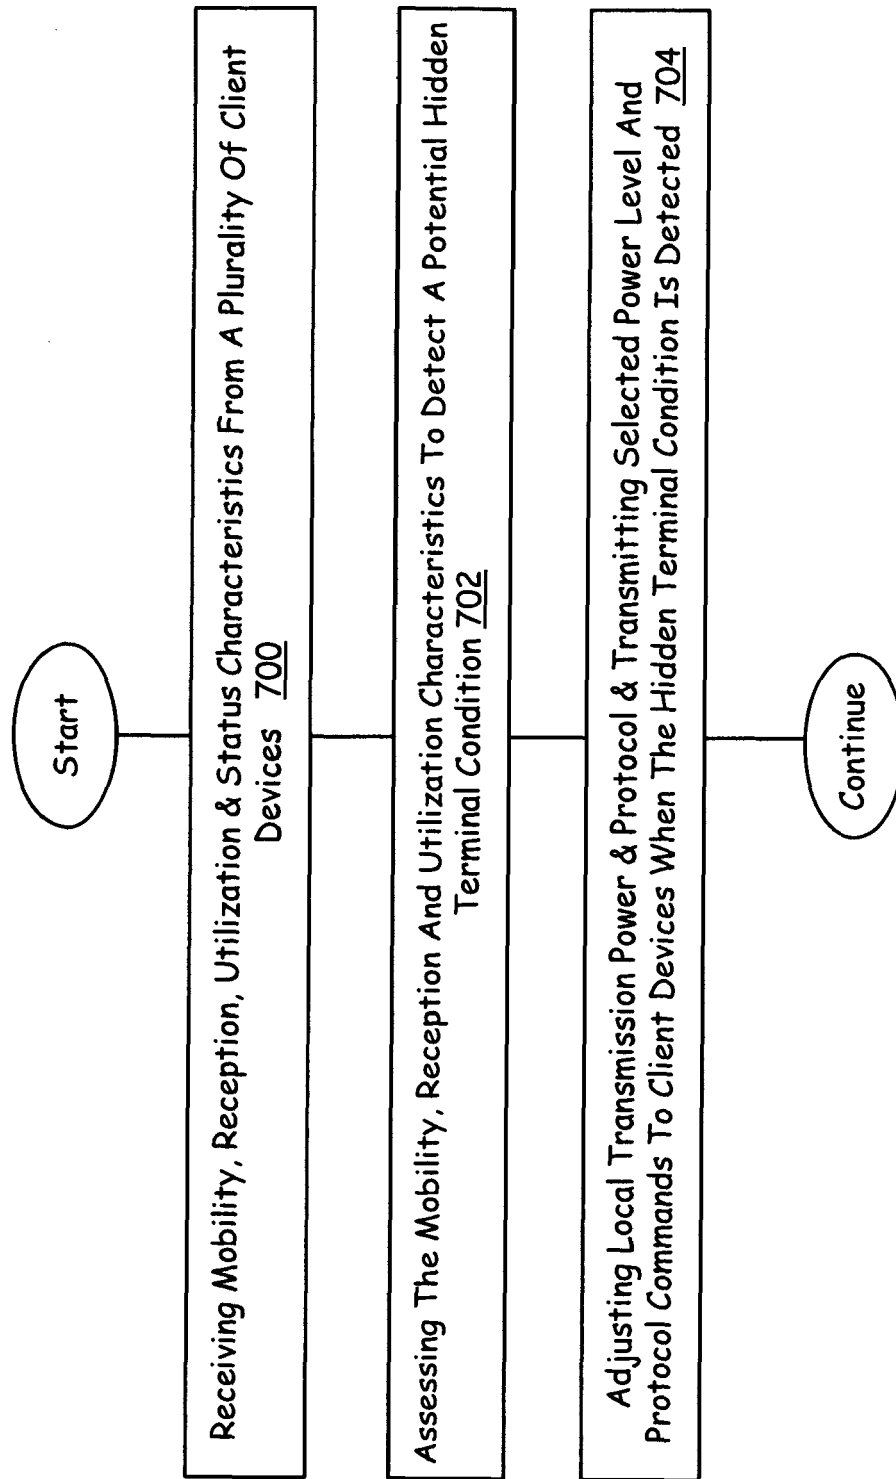 Start
Receiving Mobility, Reception, Utilization & Status Characteristics From A Plurality Of Client
Devices 700
Assessing The Mobility, Reception And Utilization Characteristics To Detect A Potential Hidden
Terminal Condition 702
Adjusting Local Transmission Power & Protocol & Transmitting Selected Power Level And
Protocol Commands To Client Devices When The Hidden Terminal Condition Is Detected 704
Continue